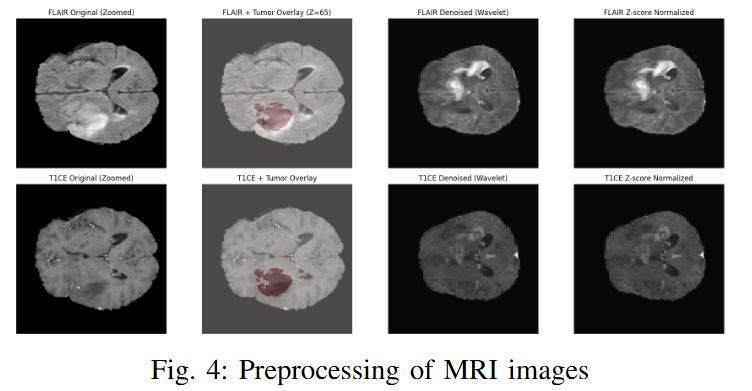 FLAIR Original (Zoomed)
FLAIR + Tumor Overlay (Z=65)
FLAIR Denoised (Wavelet)
FLAIR Z-score Normalized
T1CE Original (Zoomed)
T1CE + Tumor Overlay
T1CE Denoised (Wavelet)
T1CE Z-score Normalized
Fig. 4: Preprocessing of MRI images